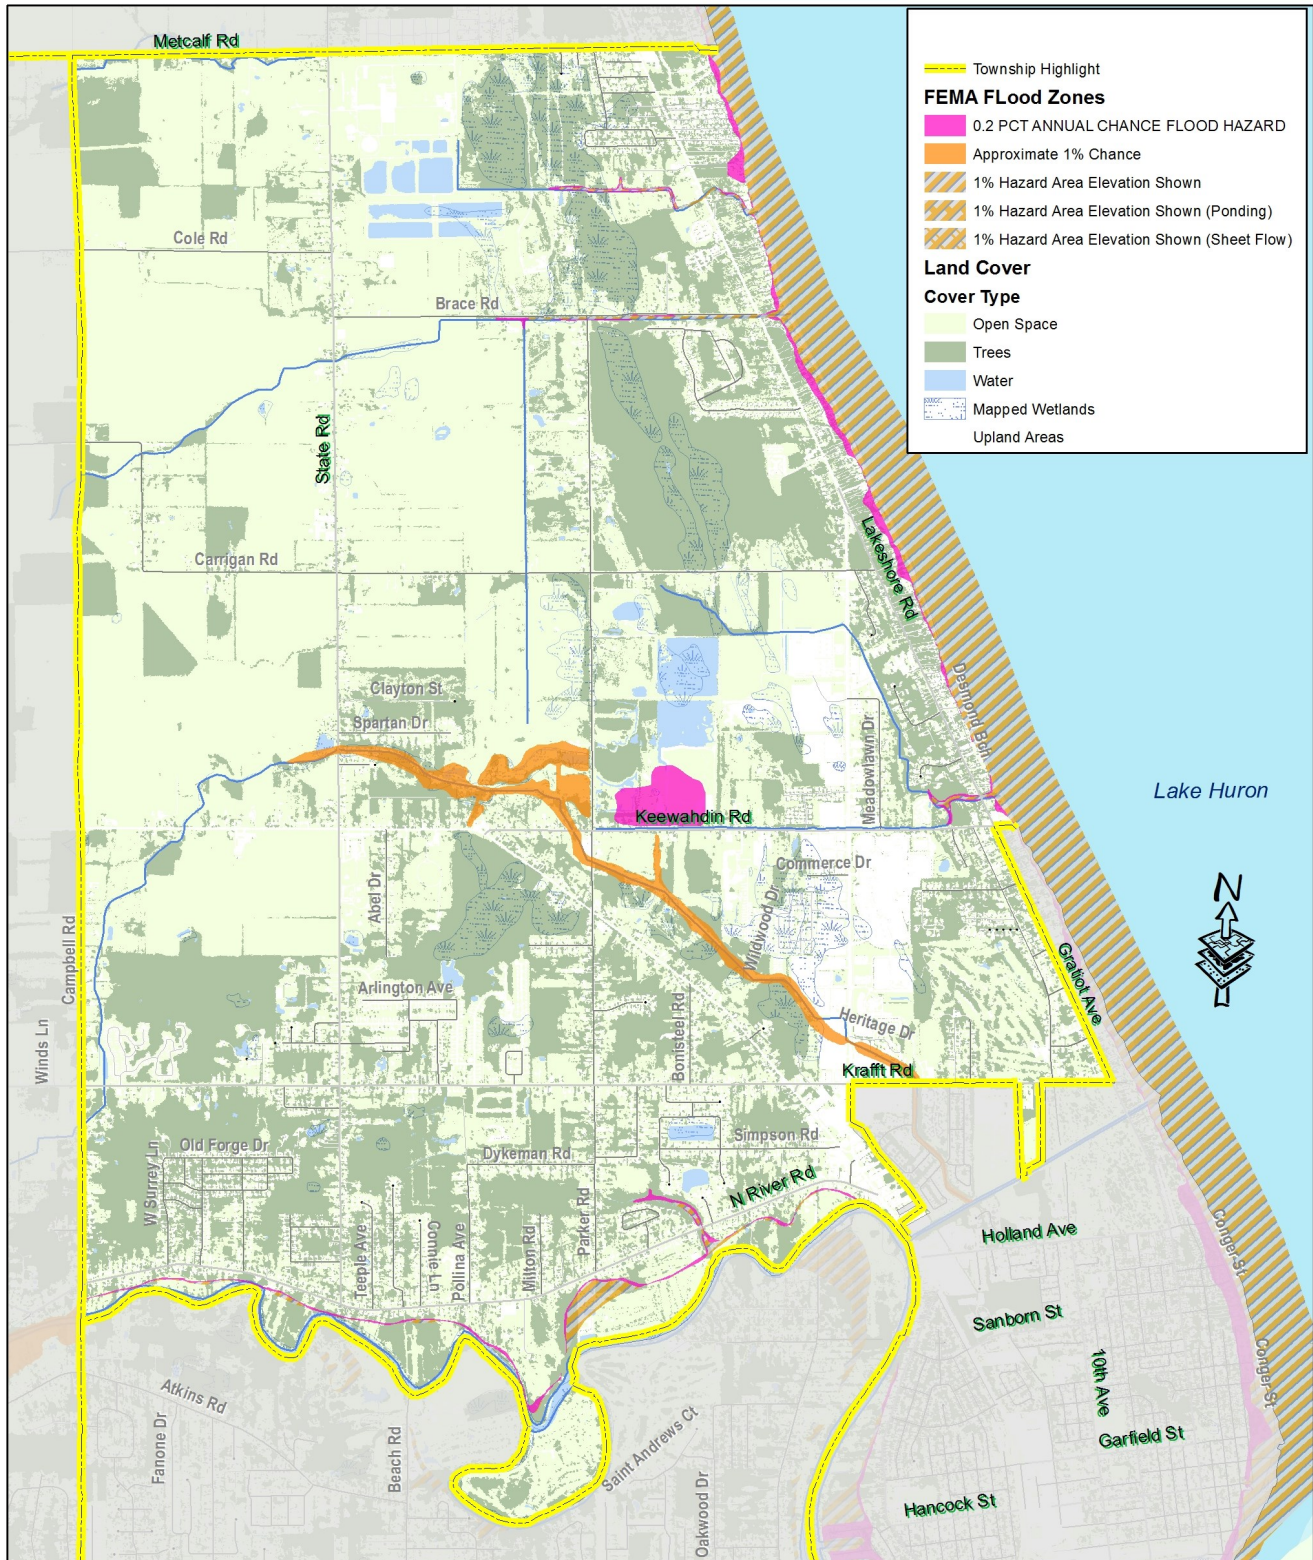 Metcalf Rd
Township Highlight
FEMA FLood Zones
0.2 PCT ANNUAL CHANCE FLOOD HAZARD
Approximate 1% Chance
1% Hazard Area Elevation Shown
1% Hazard Area Elevation Shown (Ponding)
1% Hazard Area Elevation Shown (Sheet Flow)
Land Cover
Cover Type
Open Space
Trees
Water
Mapped Wetlands
Upland Areas
Cole Rd
Brace Rd
State Rd
Carrigan Rd
Lakeshore Rd
Desmond Bch
Clayton St
Spartan Dr
Meadowlawn Dr
Lake Huron
Keewahdin Rd
Commerce Dr
Abel Dr
Wildwood Dr
Campbell Rd
Gratiot Ave
N
Arlington Ave
Bonisteel Rd
Heritage Dr
Winds Ln
Krafft Rd
Old Forge Dr
W Surrey Ln
Simpson Rd
Dykeman Rd
N River Rd
Parker Rd
Teeple Ave
Connie Ln
Pollina Ave
Milton Rd
Holland Ave
Conger St
Sanborn St
Conger St
10th Ave
Atkins Rd
Fanone Dr
Beach Rd
Saint Andrews Ct
Garfield St
Oakwood Dr
Hancock St